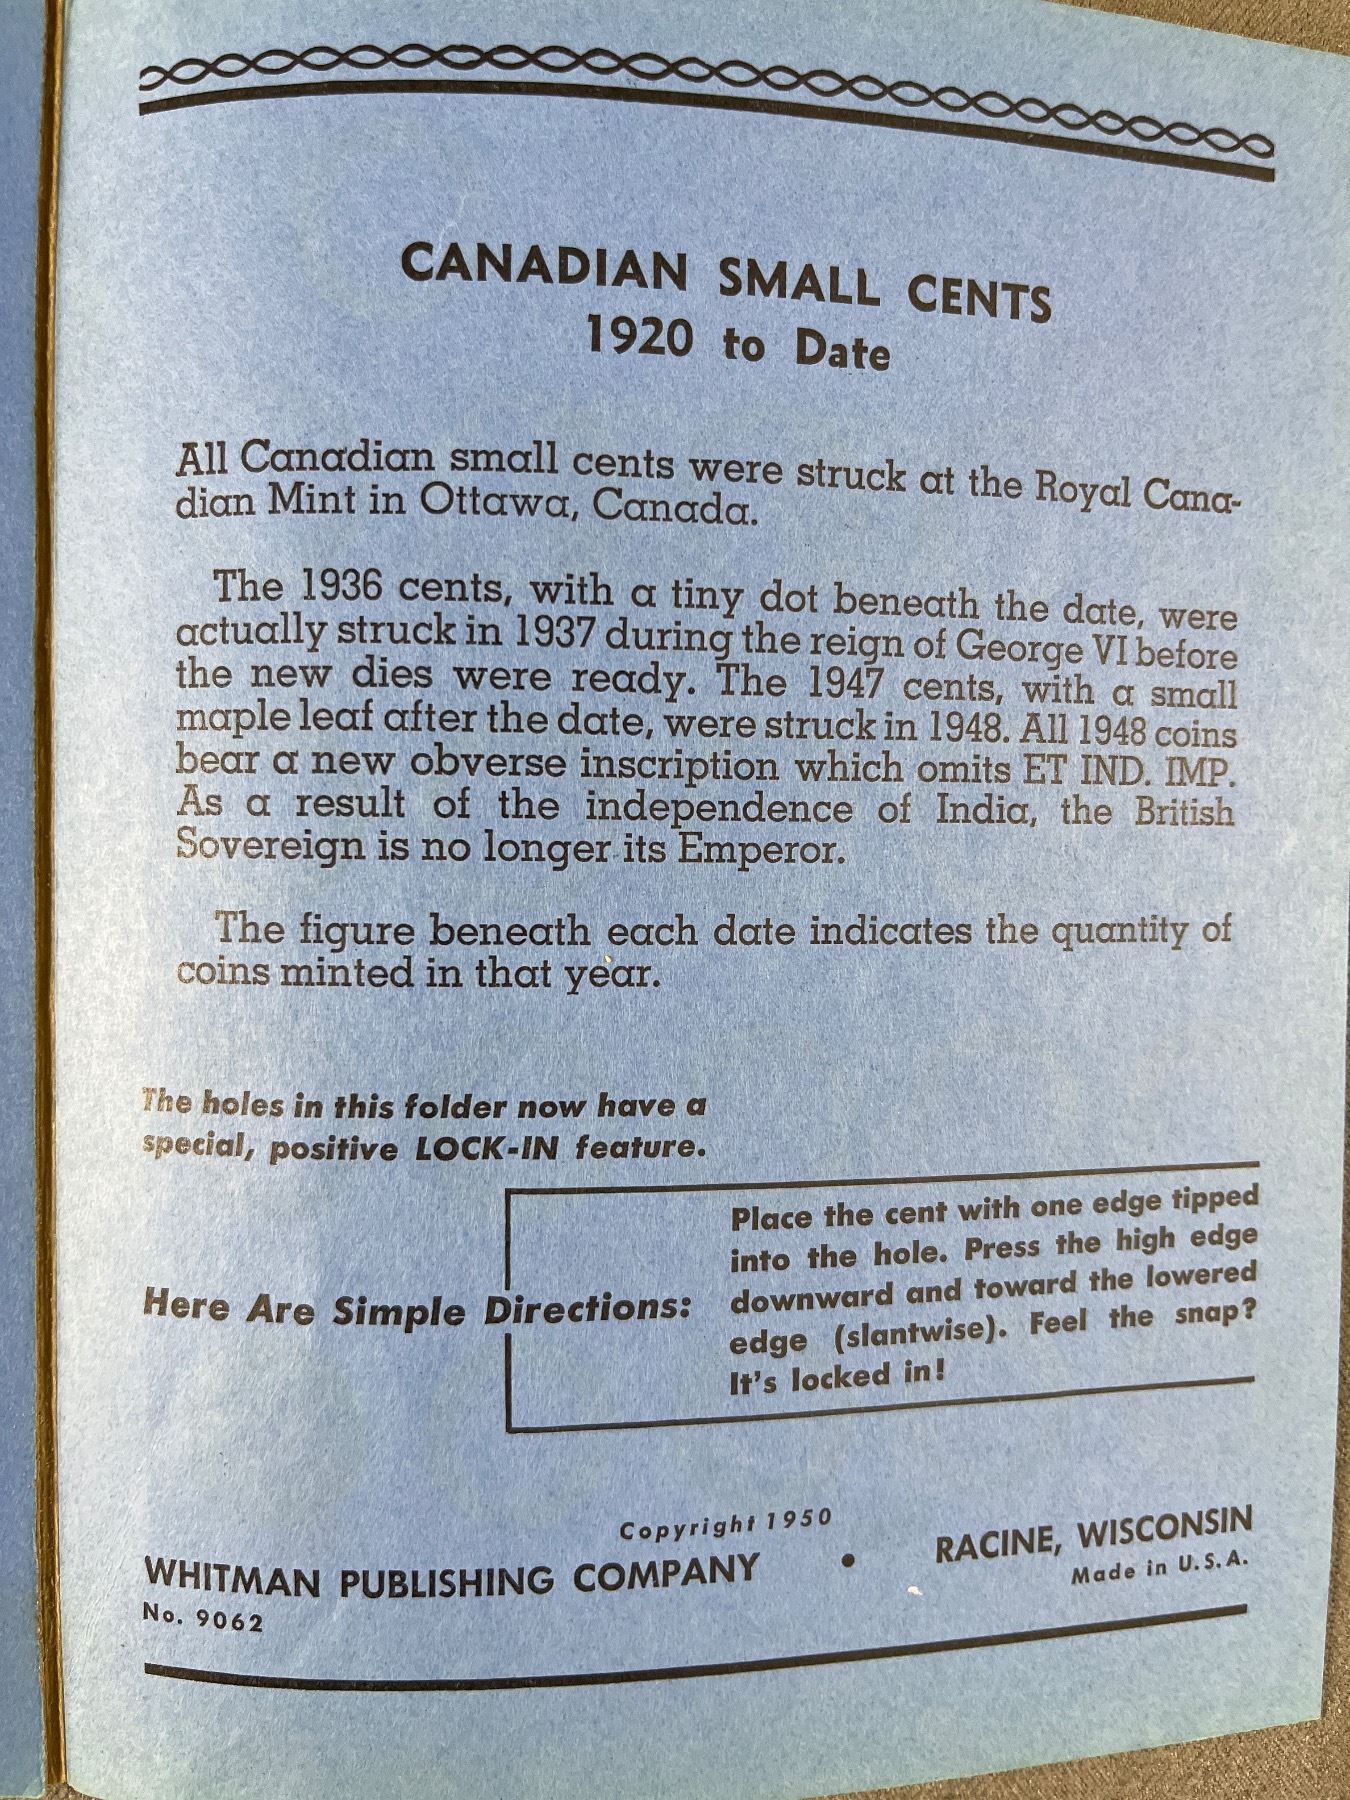 CANADIAN SMALL CENTS
1920 to Date
All Canadian small cents were struck at the Royal Cana-
dian Mint in Ottawa, Canada.
The 1936 cents, with a tiny dot beneath the date, were
actually struck in 1937 during the reign of George VI before
the new dies were ready. The 1947 cents, with a small
maple leaf after the date, were struck in 1948. All 1948 coins
bear a new obverse inscription which omits ET IND. IMP.
As a result of the independence of India, the British
Sovereign is no longer its Emperor.
The figure beneath each date indicates the quantity of
coins minted in that year.
The holes in this folder now have a
special, positive LOCK-IN feature.
Here Are Simple Directions:
Place the cent with one edge tipped
into the hole. Press the high edge
downward and toward the lowered
edge (slantwise). Feel the snap?
It's locked in!
Copyright 1950
WHITMAN PUBLISHING COMPANY • RACINE, WISCONSIN
No. 9062
Made in U.S.A.